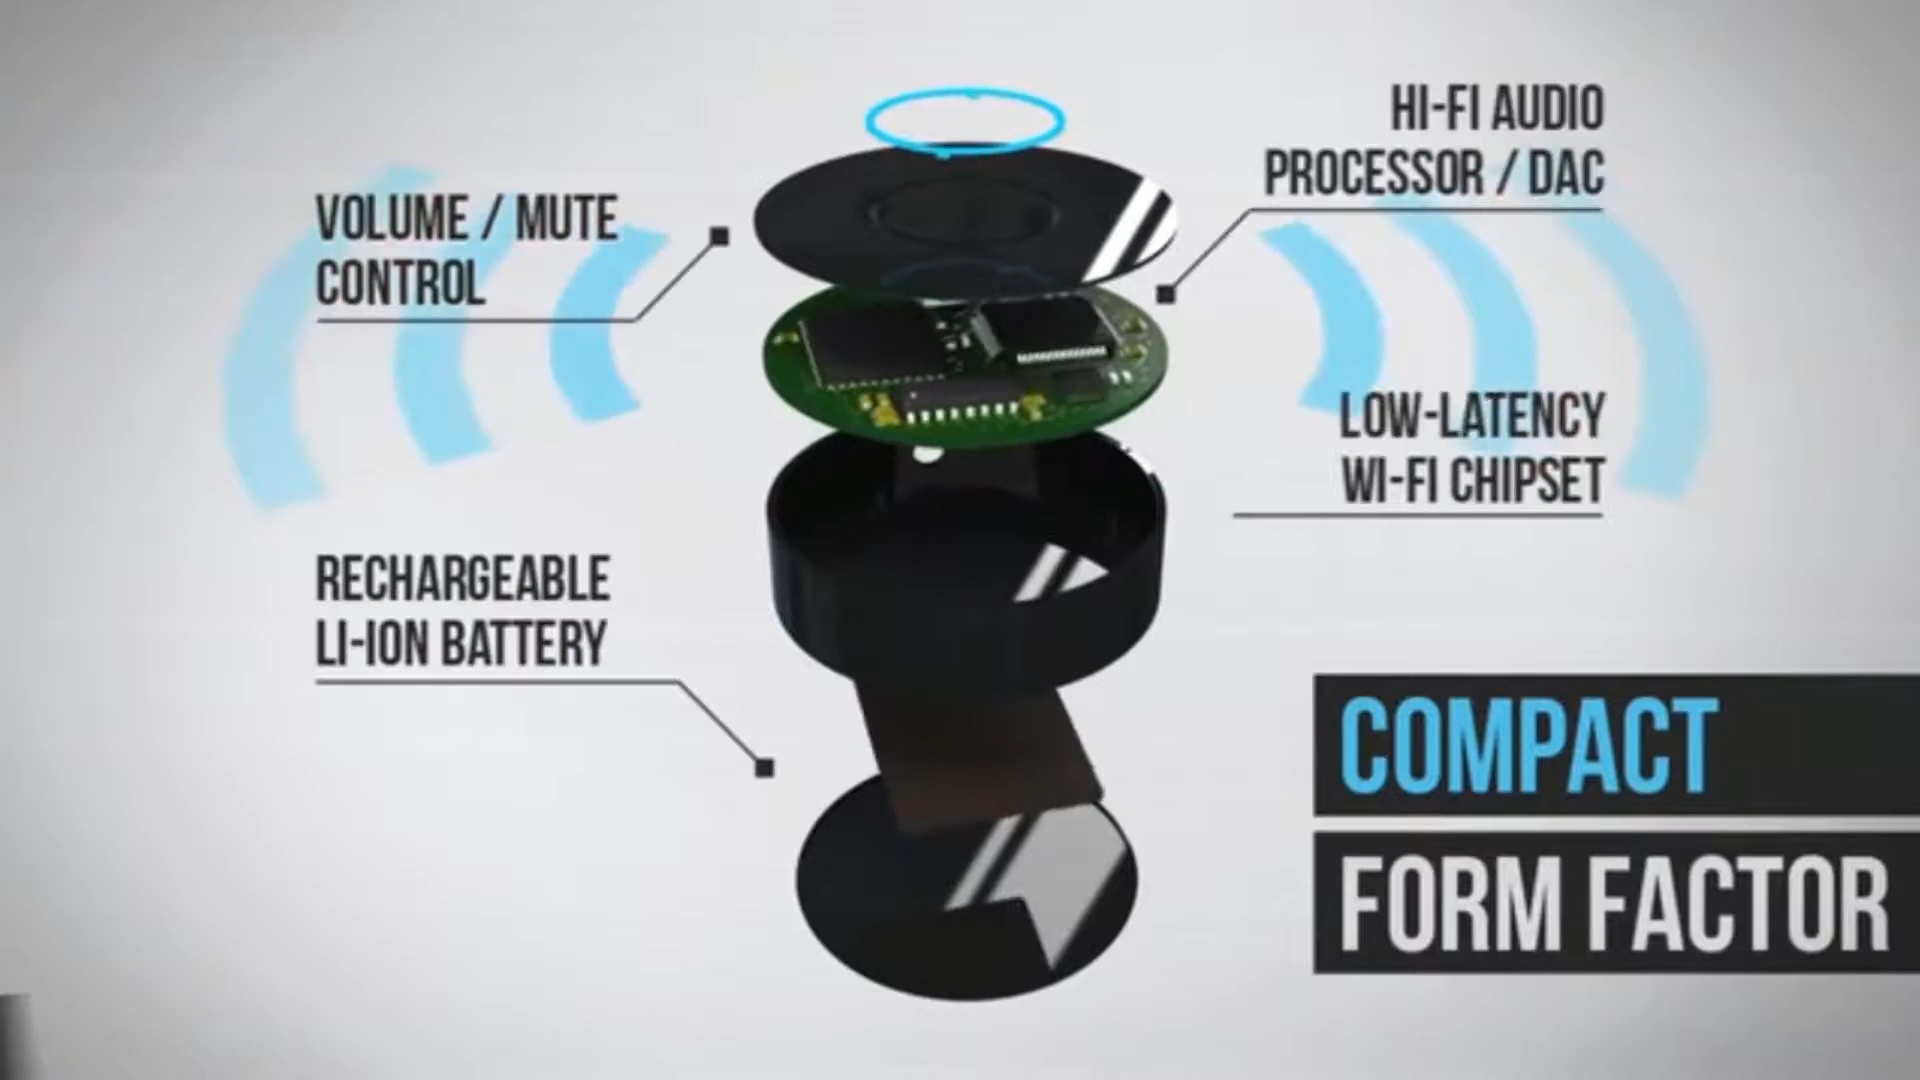 VOLUME / MUTE
CONTROL
HI-FI AUDIO
PROCESSOR / DAC
LOW-LATENCY
WI-FI CHIPSET
RECHARGEABLE
LI-ION BATTERY
COMPACT
FORM FACTOR